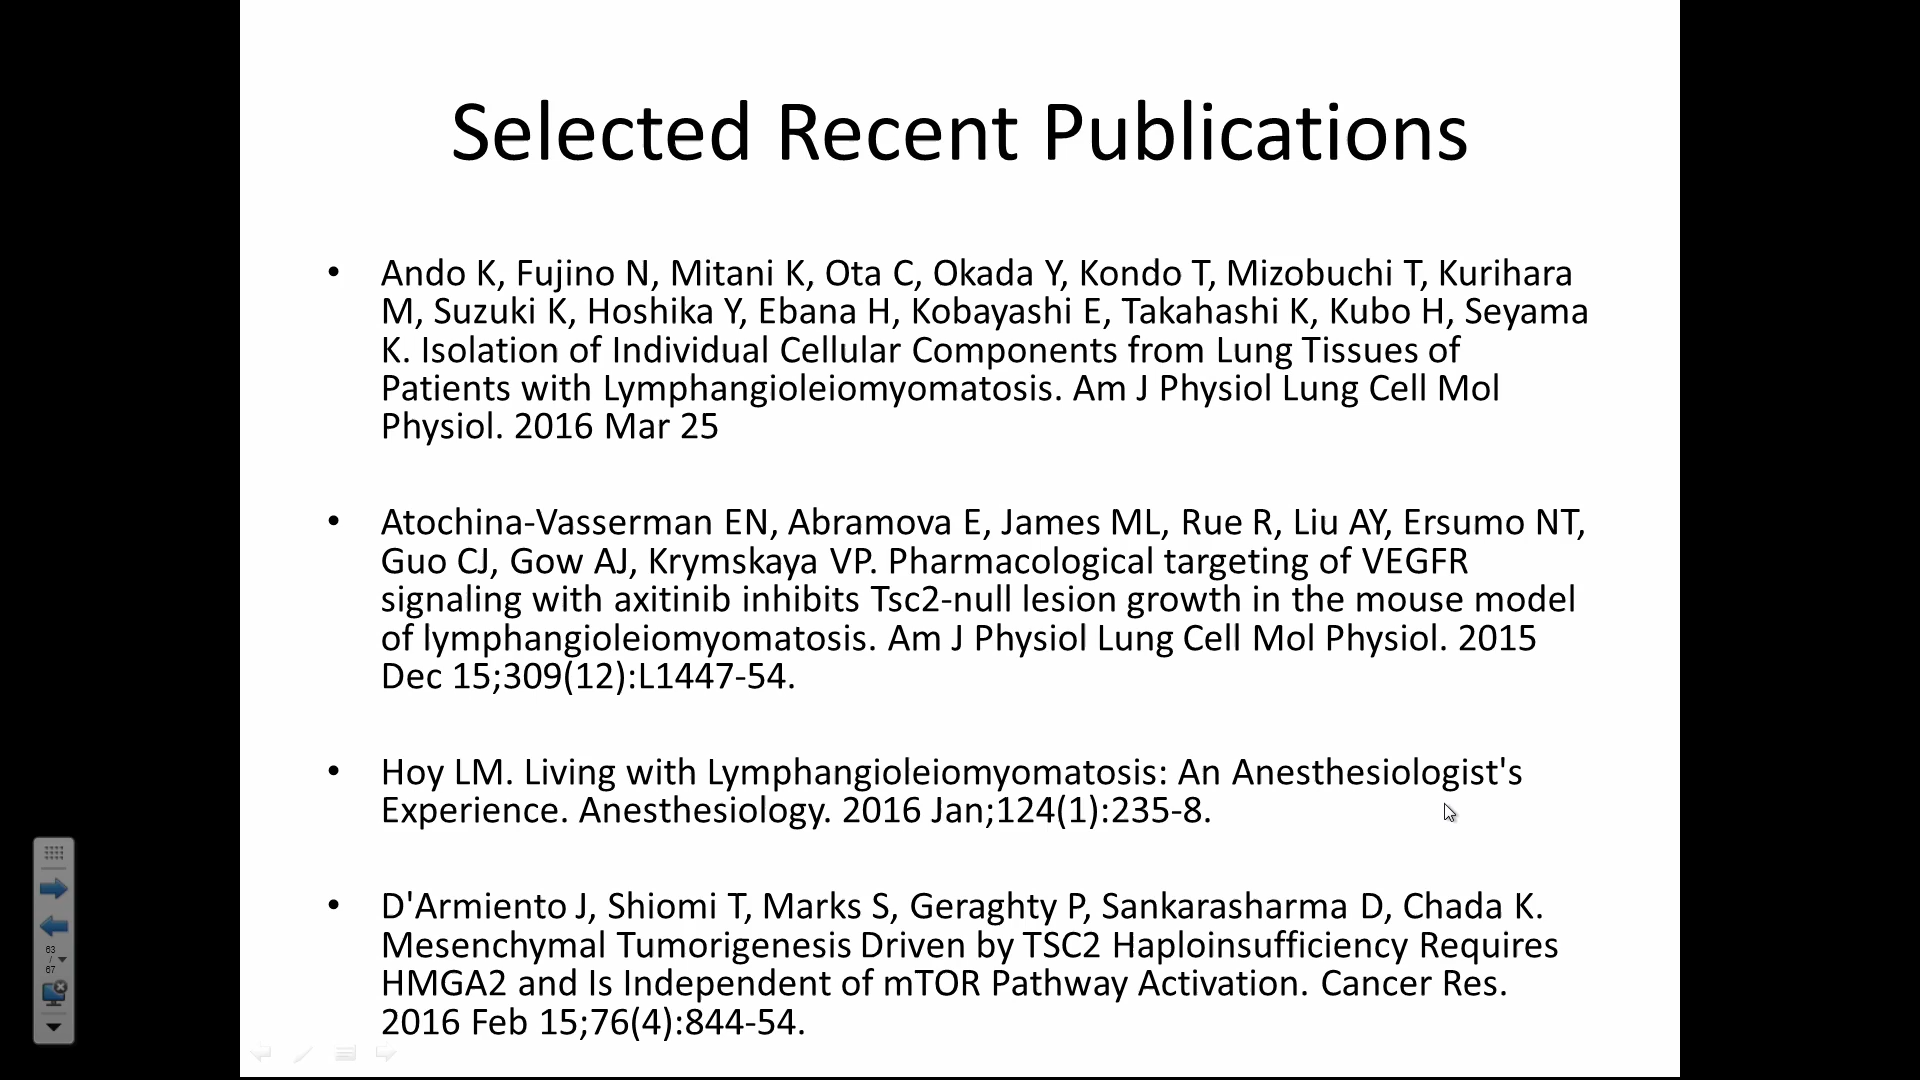 Selected Recent Publications
• Ando K, Fujino N, Mitani K, Ota C, Okada Y, Kondo T, Mizobuchi T, Kurihara
M, Suzuki K, Hoshika Y, Ebana H, Kobayashi E, Takahashi K, Kubo H, Seyama
K. Isolation of Individual Cellular Components from Lung Tissues of
Patients with Lymphangioleiomyomatosis. Am J Physiol Lung Cell Mol
Physiol. 2016 Mar 25
• Atochina-Vasserman EN, Abramova E, James ML, Rue R, Liu AY, Ersumo NT,
Guo CJ, Gow AJ, Krymskaya VP. Pharmacological targeting of VEGFR
signaling with axitinib inhibits Tsc2-null lesion growth in the mouse model
of lymphangioleiomyomatosis. Am J Physiol Lung Cell Mol Physiol. 2015
Dec 15;309(12):L1447-54.
• Hoy LM. Living with Lymphangioleiomyomatosis: An Anesthesiologist's
Experience. Anesthesiology. 2016 Jan;124(1):235-8.
• D'Armiento J, Shiomi T, Marks S, Geraghty P, Sankarasharma D, Chada K.
Mesenchymal Tumorigenesis Driven by TSC2 Haploinsufficiency Requires
HMGA2 and Is Independent of mTOR Pathway Activation. Cancer Res.
2016 Feb 15;76(4):844-54.
63
/
67